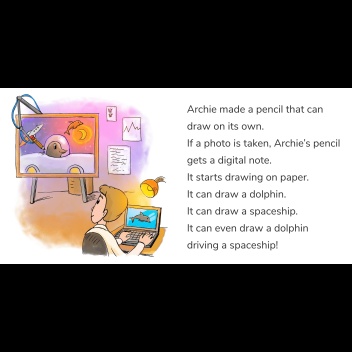 Archie made a pencil that can
draw on its own.
If a photo is taken, Archie's pencil
gets a digital note.
It starts drawing on paper.
It can draw a dolphin.
It can draw a spaceship.
It can even draw a dolphin
driving a spaceship!